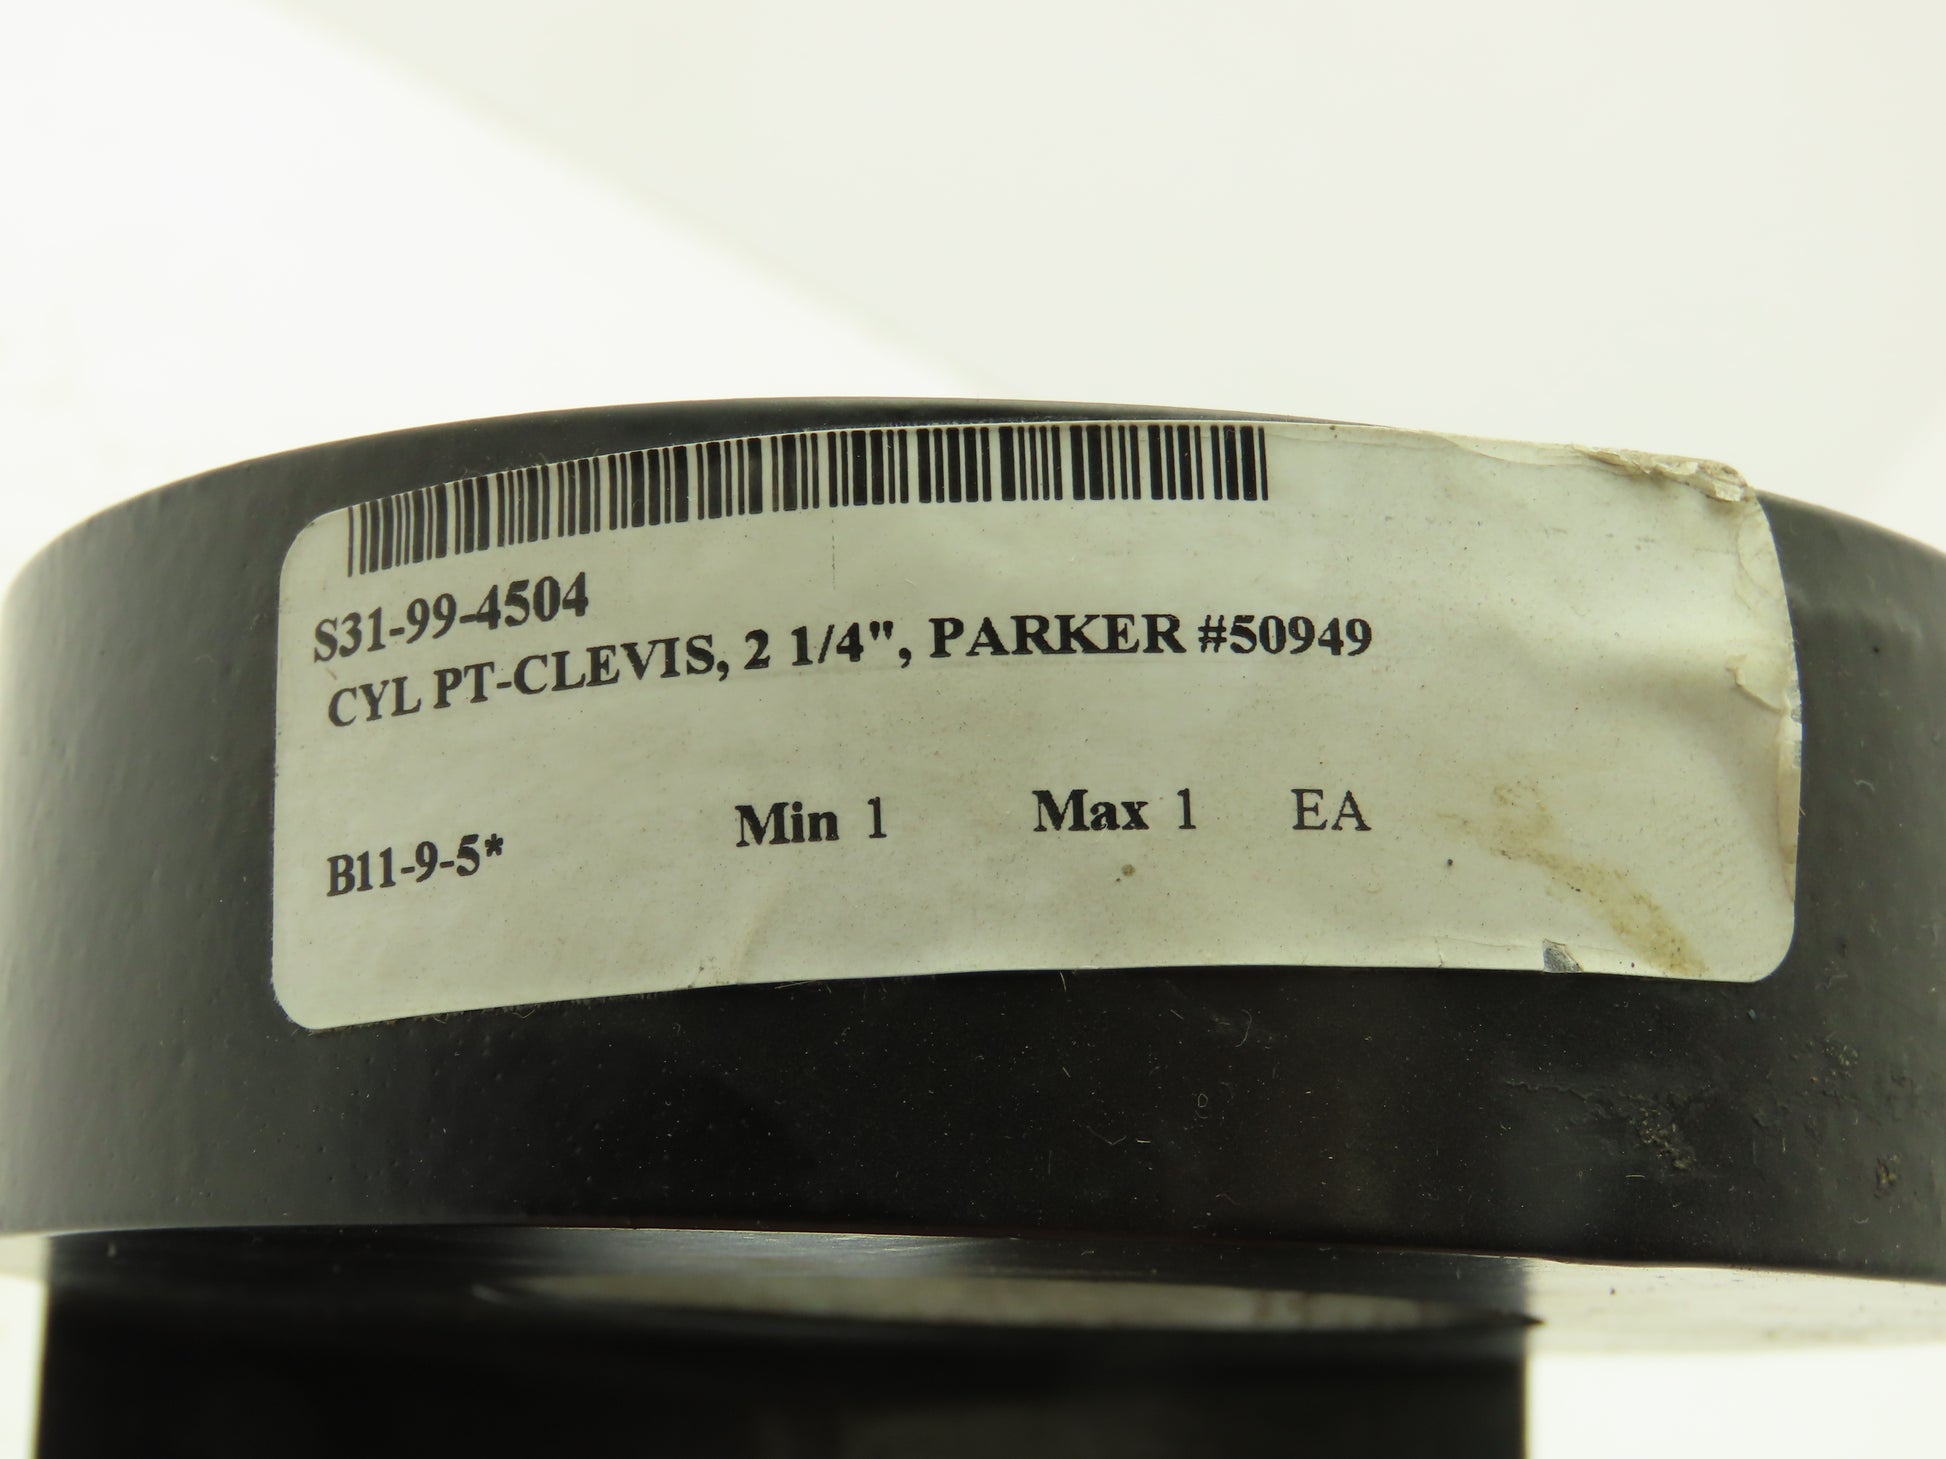 S31-99-4504
CYL PT-CLEVIS, 2 1/4", PARKER #50949
B11-9-5* Min 1 Max 1 EA